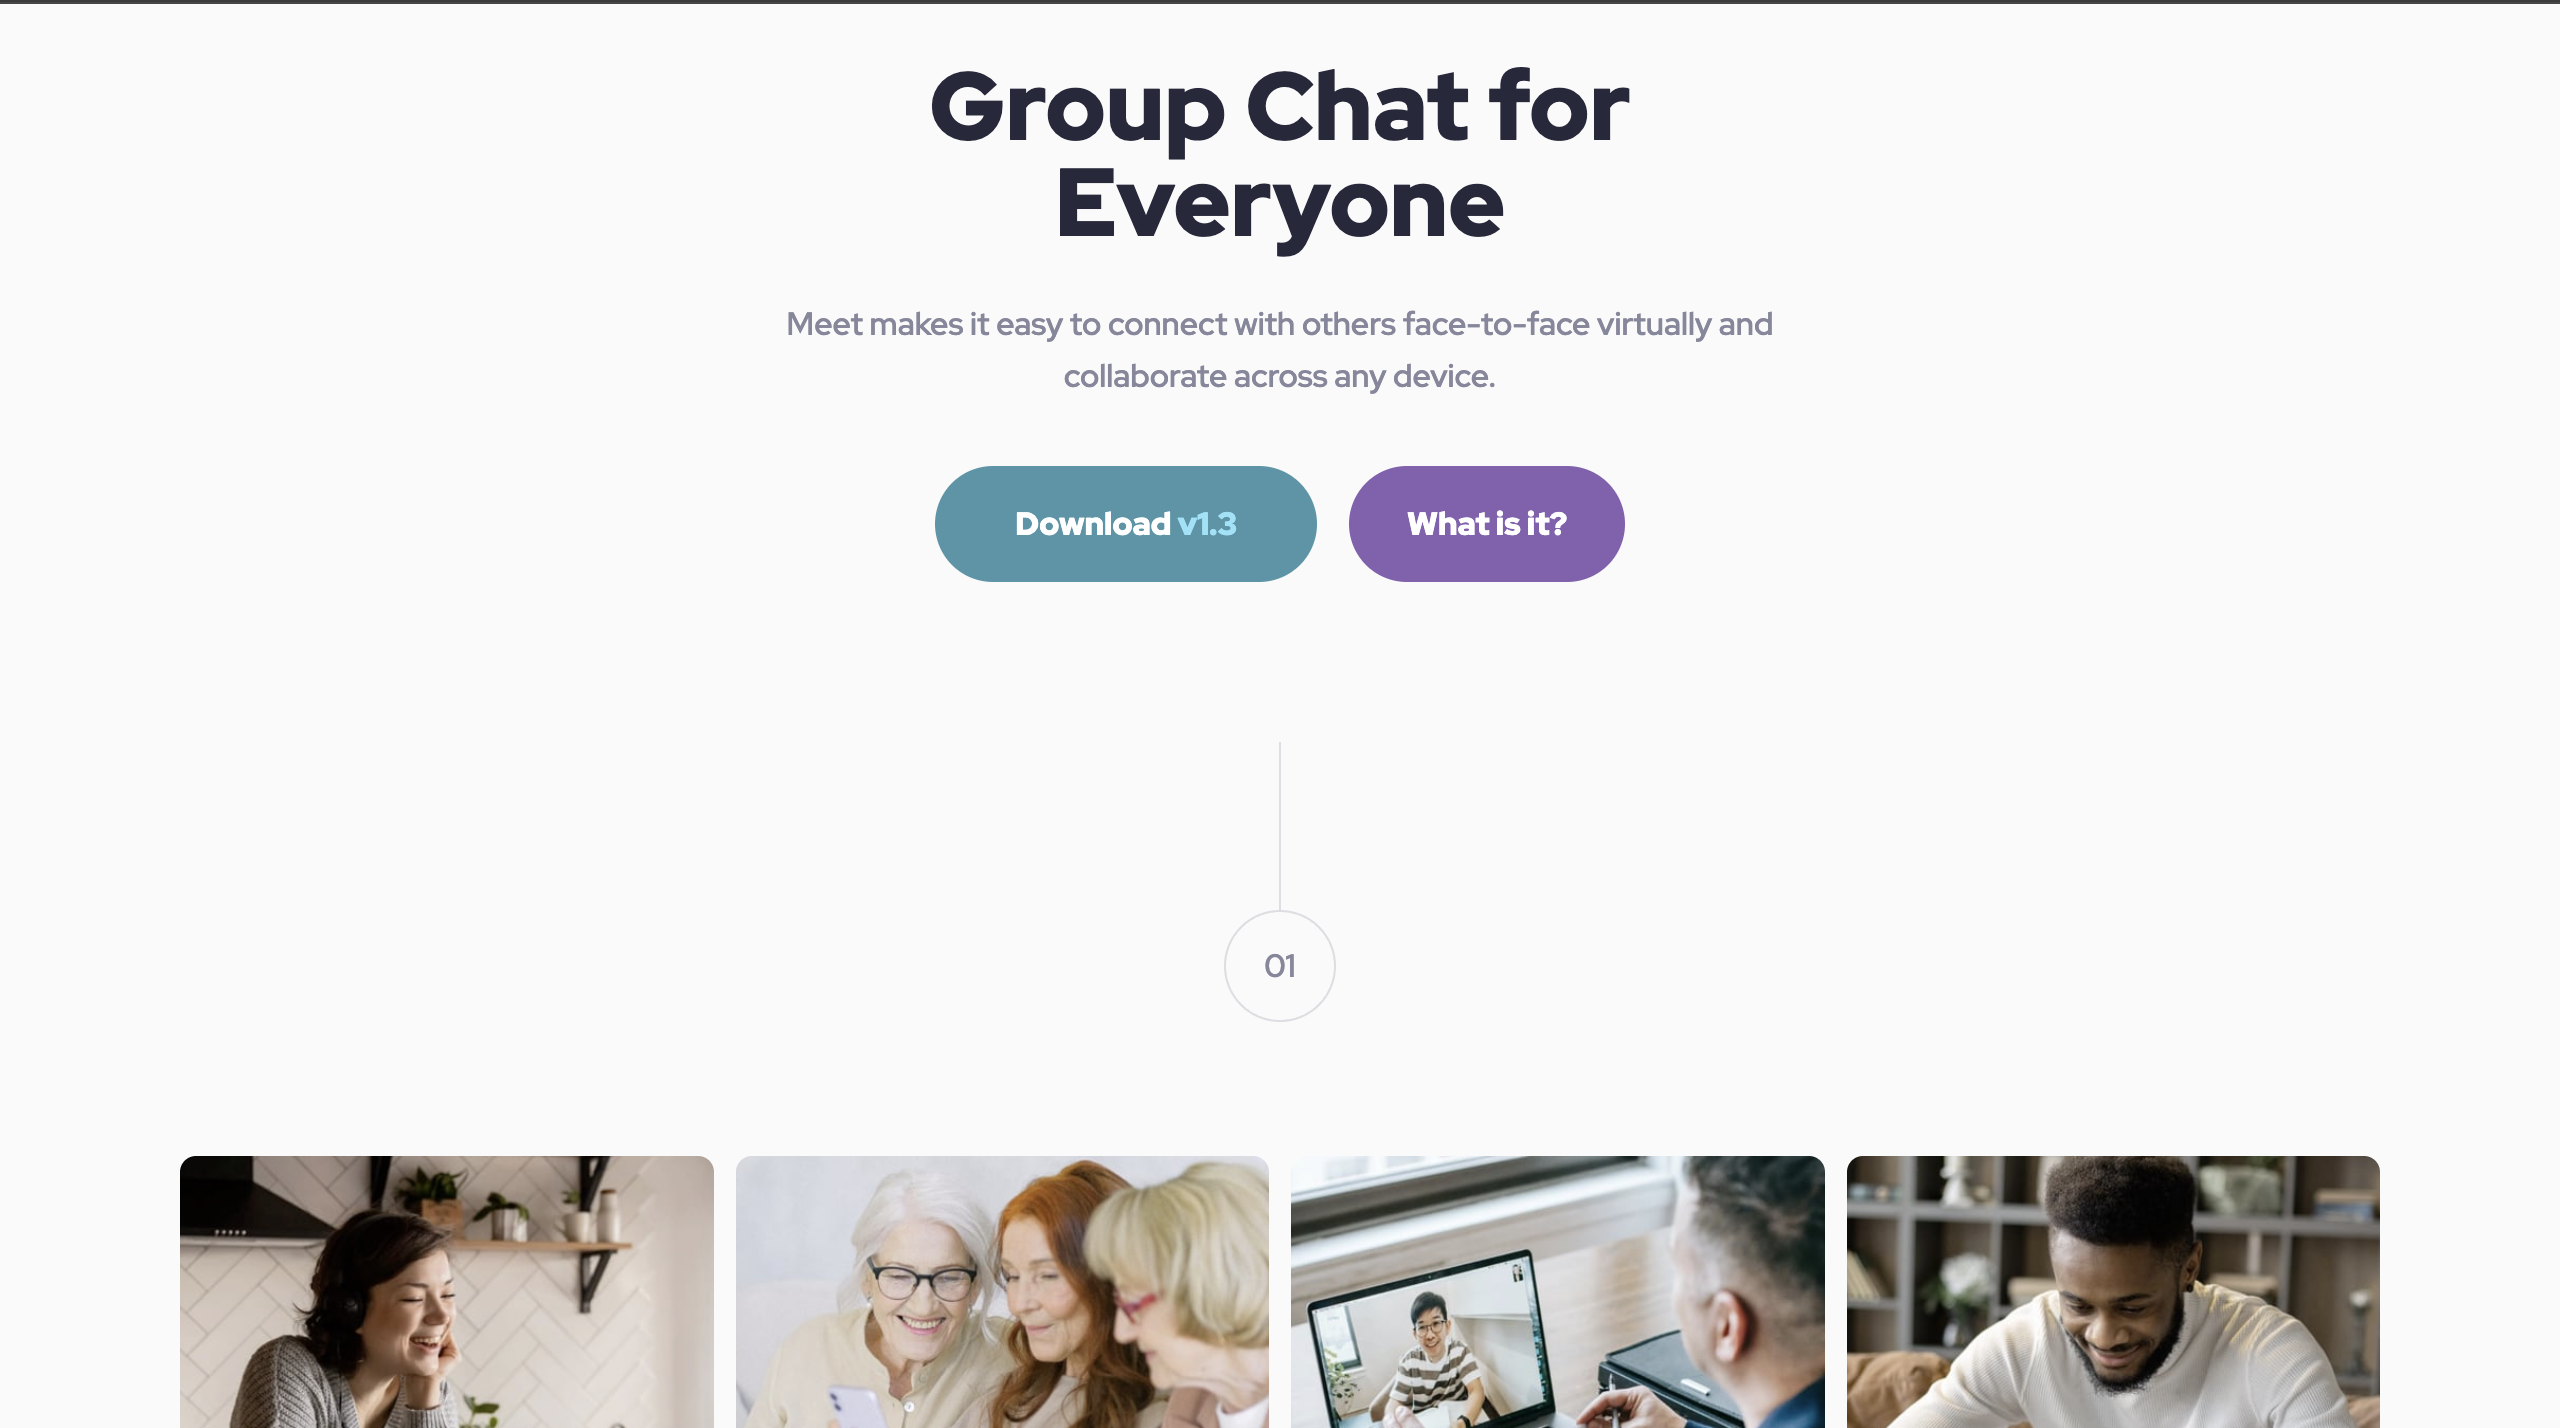 Group Chat for
Everyone
Meet makes it easy to connect with others face-to-face virtually and
collaborate across any device.
Download v1.3
What is it?
01